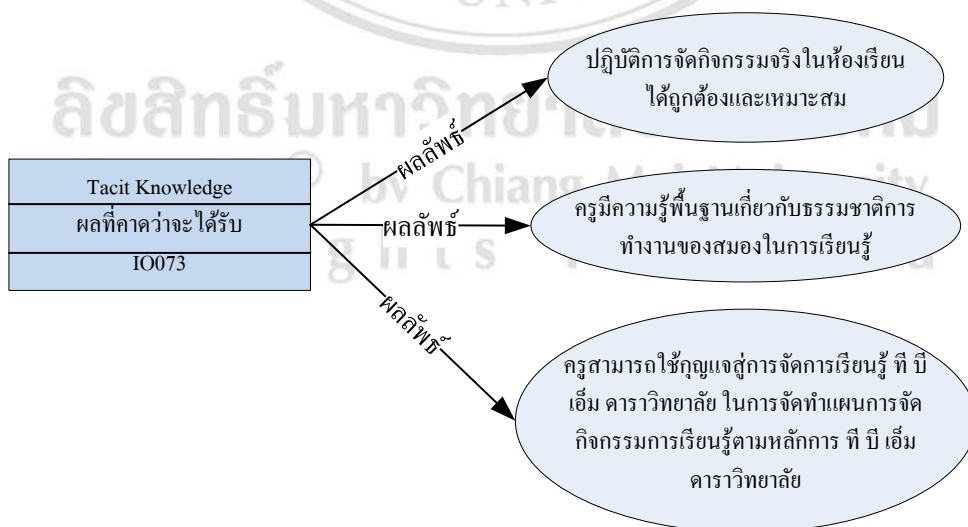 ปฏิบัติการจัดกิจกรรมจริงในห้องเรียน
ได้ถูกต้องและเหมาะสม
ผลลัพธ์
Tacit Knowledge
ผลที่คาดว่าจะได้รับ
IO073
ผลลัพธ์
ครูมีความรู้พื้นฐานเกี่ยวกับธรรมชาติการ
ทำงานของสมองในการเรียนรู้
ผลลัพธ์
ครูสามารถใช้กุญแจสู่การจัดการเรียนรู้ ที บี
เอ็ม ดาราวิทยาลัย ในการจัดทำแผนการจัด
กิจกรรมการเรียนรู้ตามหลักการ ที บี เอ็ม
ดาราวิทยาลัย
ลิขสิทธิ์
by Chiang